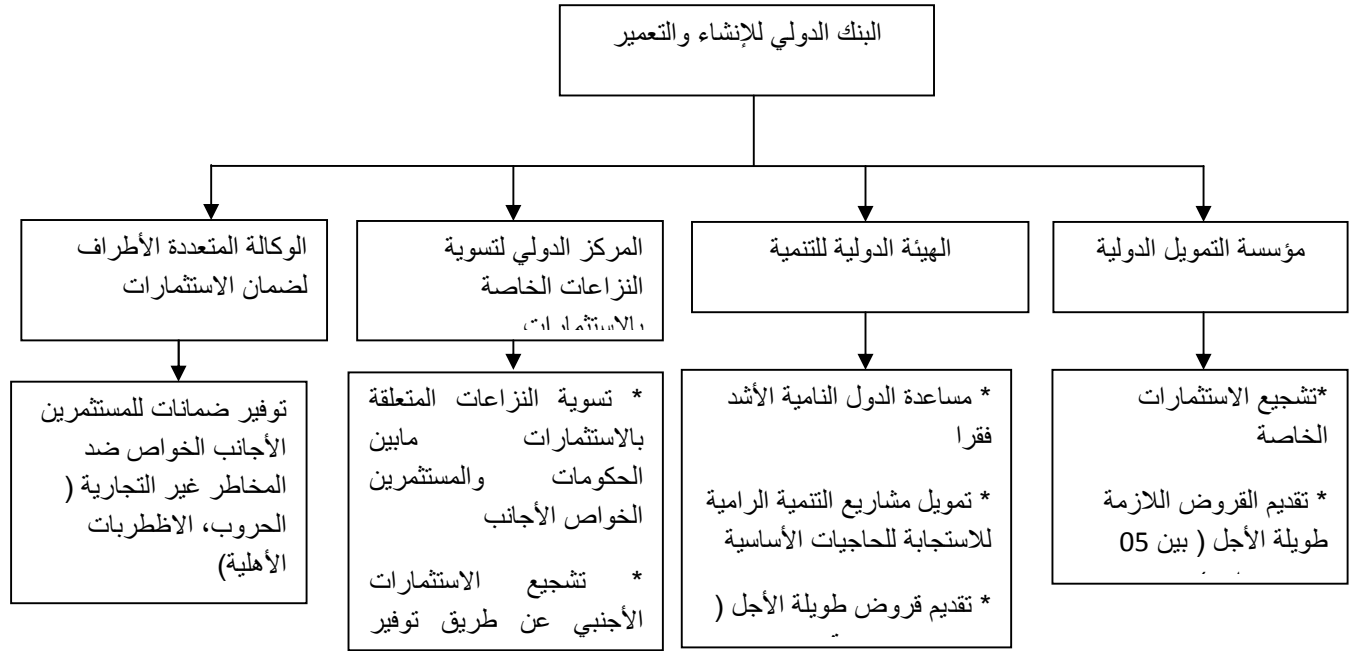 البنك الدولي للإنشاء والتعمير
مؤسسة التمويل الدولية
الهيئة الدولية للتنمية
المركز الدولي لتسوية
النزاعات الخاصة
بالاستثمارات
الوكالة المتعددة الأطراف
لضمان الاستثمارات
*تشجيع الاستثمارات
الخاصة
* تقديم القروض اللازمة
طويلة الأجل ( بين 05
* مساعدة الدول النامية الأشد
فقرا
* تمويل مشاريع التنمية الرامية
للاستجابة للحاجيات الأساسية
* تقديم قروض طويلة الأجل (
* تسوية النزاعات المتعلقة
بالاستثمارات مابين
الحكومات والمستثمرين
الخواص الأجانب
* تشجيع الاستثمارات
الأجنبي عن طريق توفير
توفير ضمانات للمستثمرين
الأجانب الخواص ضد
المخاطر غير التجارية (
الحروب، الاظطربات
الأهلية)